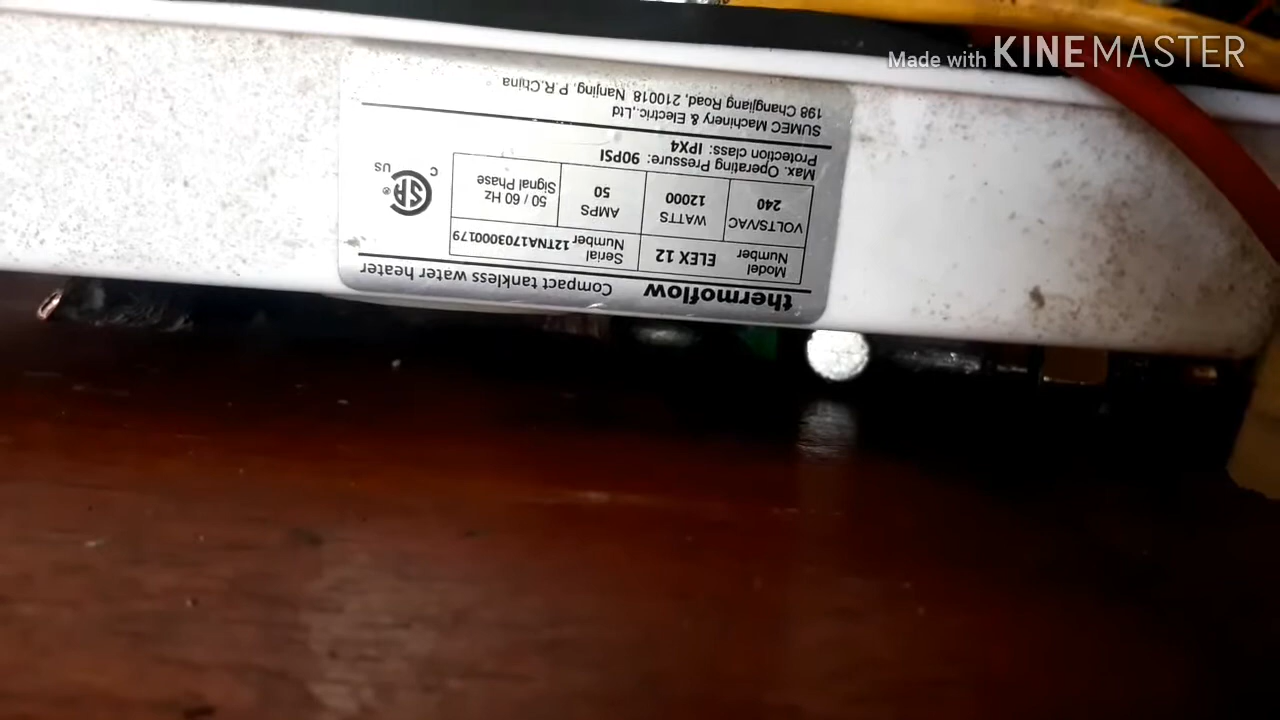 Made with KINEMASTER
thermoflow Compact tankless water heater
Model Number ELEX 12 Serial Number 12TNA1703000179
VOLTS/VAC WATTS AMPS 50 / 60 Hz
240 12000 50 Signal Phase
Max. Operating Pressure: 90PSI
Protection class: IPX4
SUMEC Machinery & Electric.,Ltd
198 Changjiang Road, 210018 Nanjing, P.R.China
C SA ® US